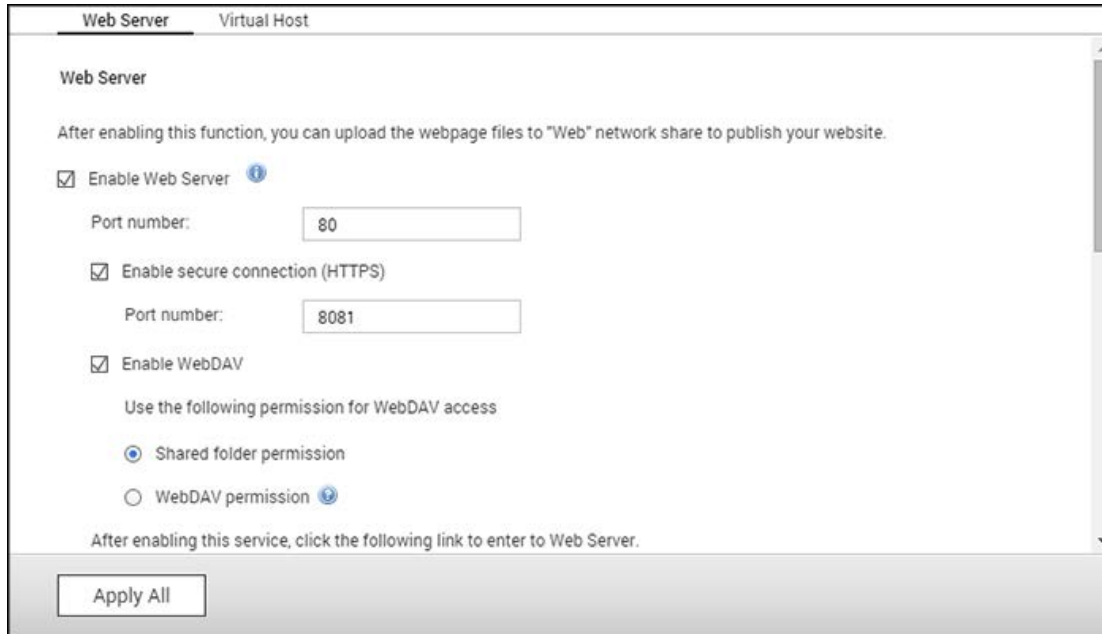 Web Server Virtual Host
Web Server
After enabling this function, you can upload the webpage files to "Web" network share to publish your website.
Enable Web Server
Port number: 80
Enable secure connection (HTTPS)
Port number: 8081
Enable WebDAV
Use the following permission for WebDAV access
Shared folder permission
WebDAV permission
After enabling this service, click the following link to enter to Web Server.
Apply All